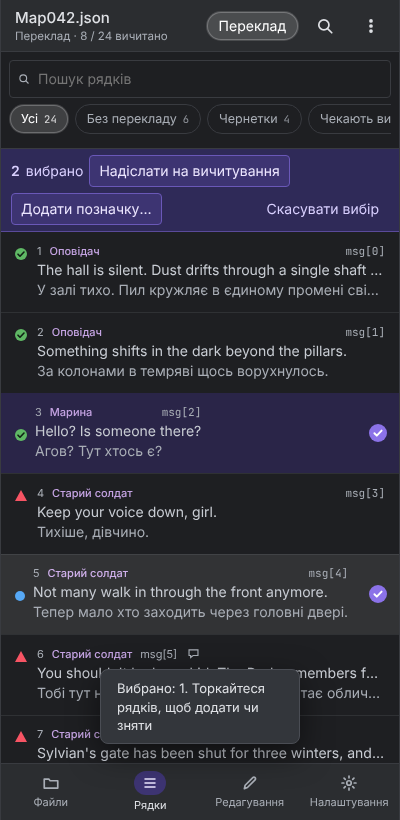 Map042.json
Переклад · 8 / 24 вичитано
Переклад
Пошук рядків
Усі 24
Без перекладу 6
Чернетки 4
Чекають ви
2 вибрано
Надіслати на вичитування
Додати позначку...
Скасувати вибір
1 Оповідач msg[0]
The hall is silent. Dust drifts through a single shaft ...
У залі тихо. Пил кружляє в єдиному промені сві...
2 Оповідач msg[1]
Something shifts in the dark beyond the pillars.
За колонами в темряві щось ворухнулось.
3 Марина msg[2]
Hello? Is someone there?
Агов? Тут хтось є?
4 Старий солдат msg[3]
Keep your voice down, girl.
Тихіше, дівчино.
5 Старий солдат msg[4]
Not many walk in through the front anymore.
Тепер мало хто заходить через головні двері.
6 Старий солдат msg[5]
You members f...
Тобі тут облич...
Вибрано: 1. Торкайтеся
рядків, щоб додати чи
зняти
7 Старий
Sylvian's gate has been shut for three winters, and...
Файли
Рядки
Редагування
Налаштування